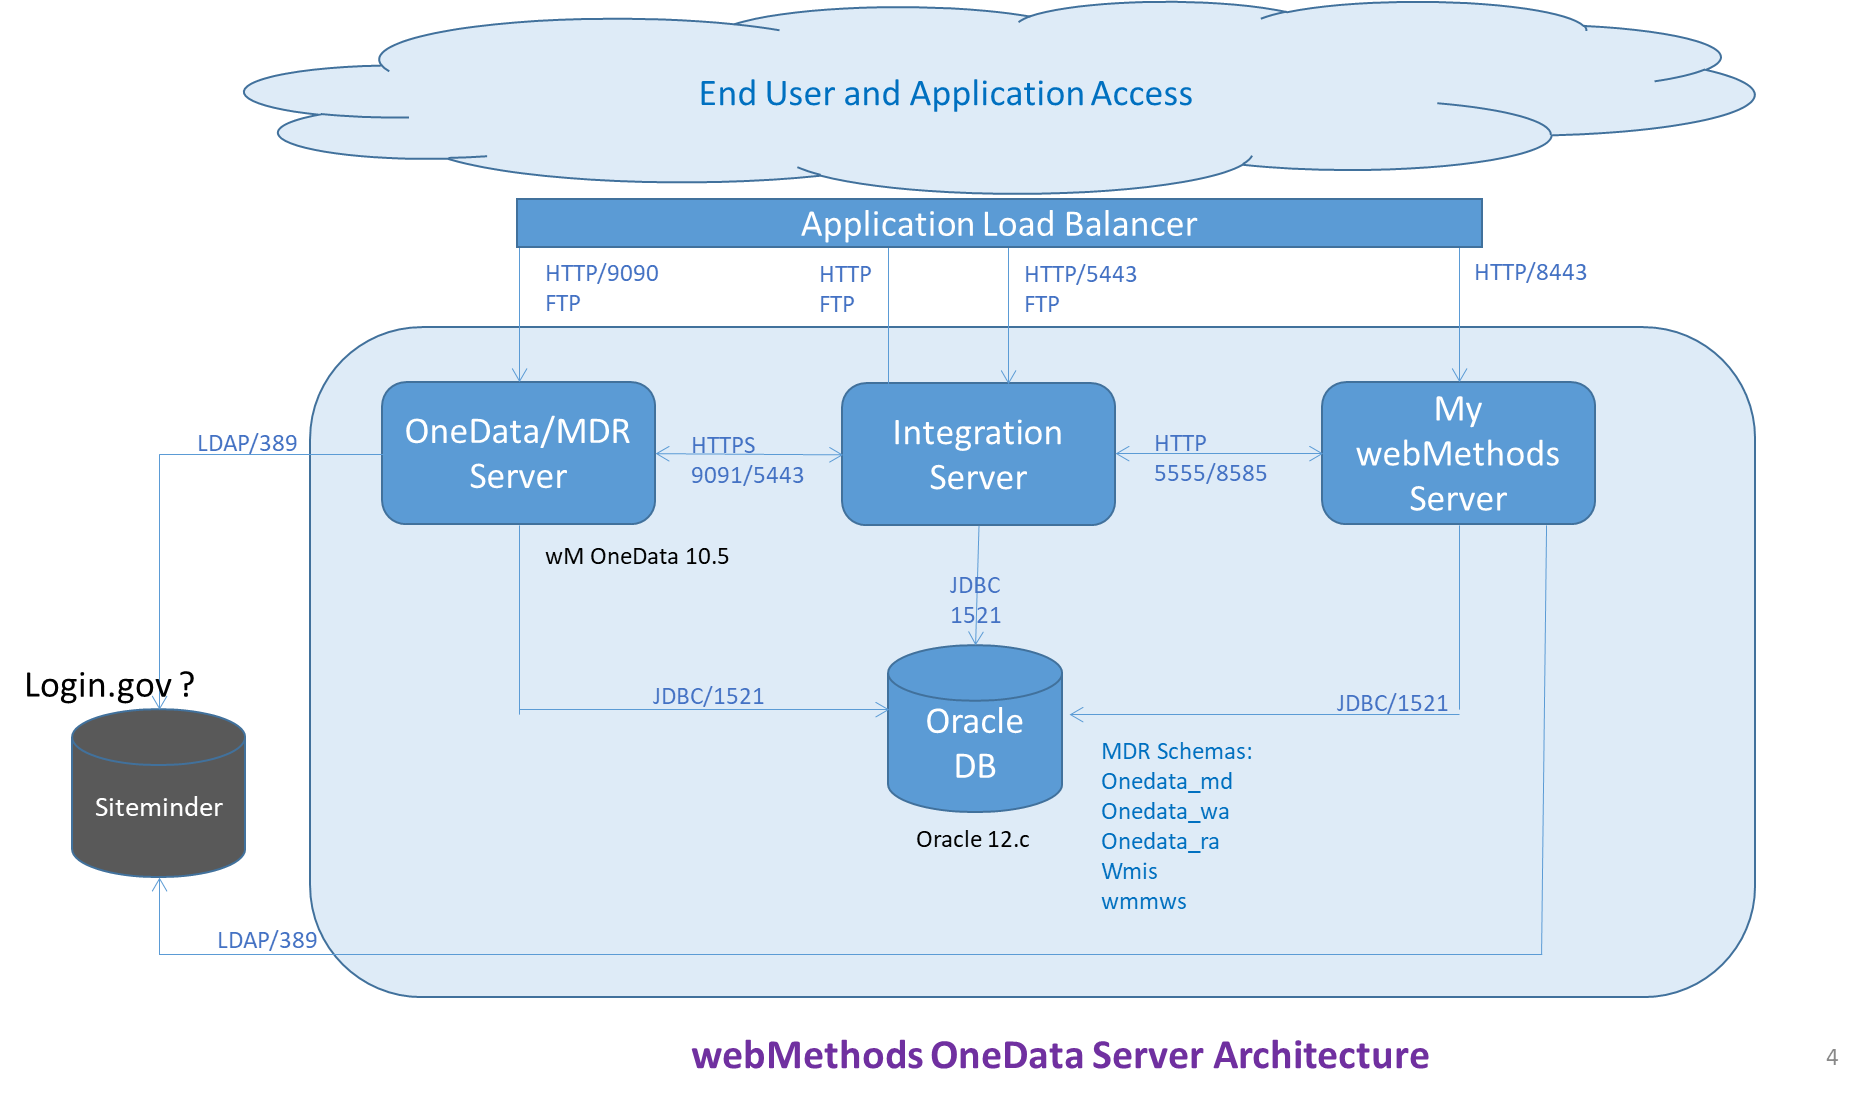 End User and Application Access
Application Load Balancer
HTTP/9090
FTP
HTTP
FTP
HTTP/5443
FTP
HTTP/8443
OneData/MDR
Server
Integration
Server
My
webMethods
Server
LDAP/389
HTTPS
9091/5443
HTTP
5555/8585
wM OneData 10.5
JDBC
1521
Login.gov ?
JDBC/1521
JDBC/1521
Oracle
DB
Siteminder
MDR Schemas:
Onedata_md
Onedata_wa
Onedata_ra
Wmis
wmmws
Oracle 12.c
LDAP/389
webMethods OneData Server Architecture
4